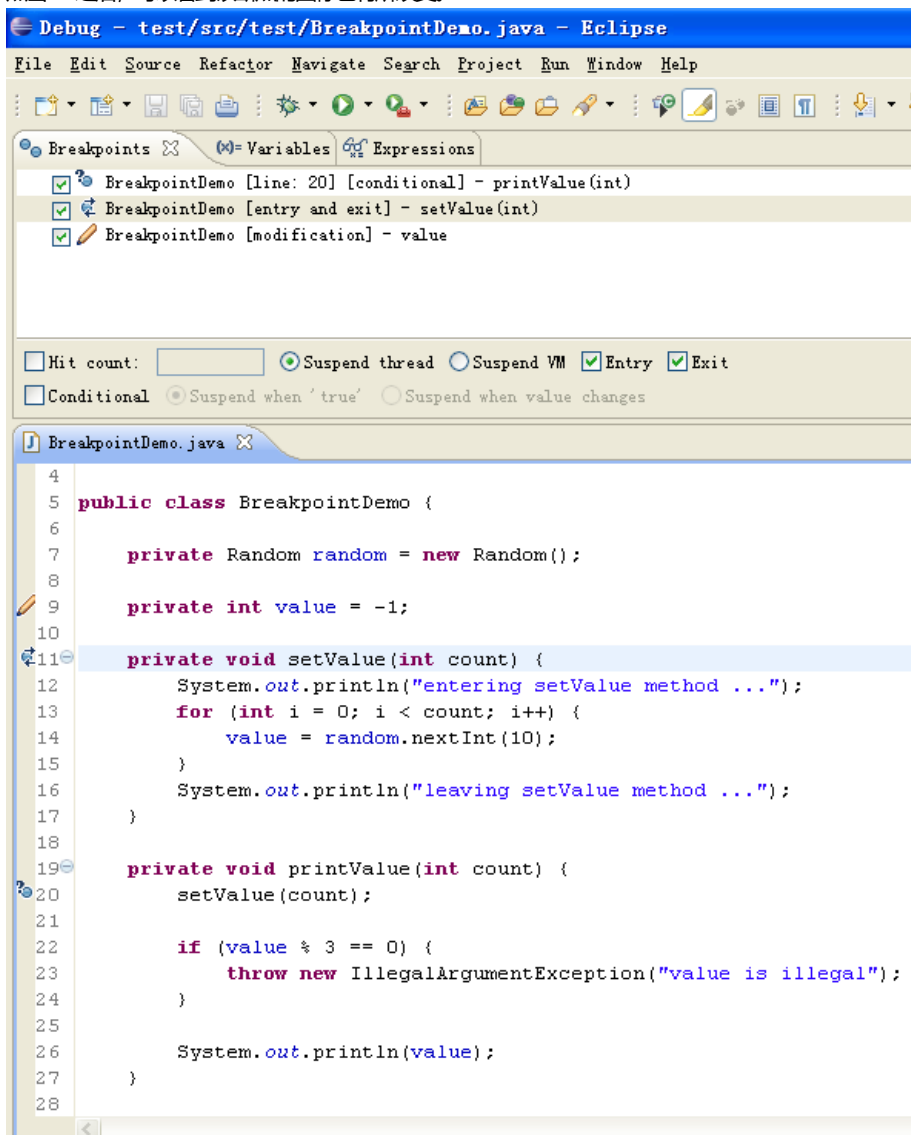 Debug - test/src/test/BreakpointDemo.java - Eclipse
File Edit Source Refactor Navigate Search Project Run Window Help
Breakpoints (x)= Variables Expressions
BreakpointDemo [line: 20] [conditional] - printValue(int)
BreakpointDemo [entry and exit] - setValue(int)
BreakpointDemo [modification] - value
Hit count: Suspend thread Suspend VM Entry Exit
Conditional Suspend when 'true' Suspend when value changes
BreakpointDemo.java
4
5 public class BreakpointDemo {
6
7 private Random random = new Random();
8
9 private int value = -1;
10
11 private void setValue(int count) {
12 System.out.println("entering setValue method ...");
13 for (int i = 0; i < count; i++) {
14 value = random.nextInt(10);
15 }
16 System.out.println("leaving setValue method ...");
17 }
18
19 private void printValue(int count) {
20 setValue(count);
21
22 if (value % 3 == 0) {
23 throw new IllegalArgumentException("value is illegal");
24 }
25
26 System.out.println(value);
27 }
28